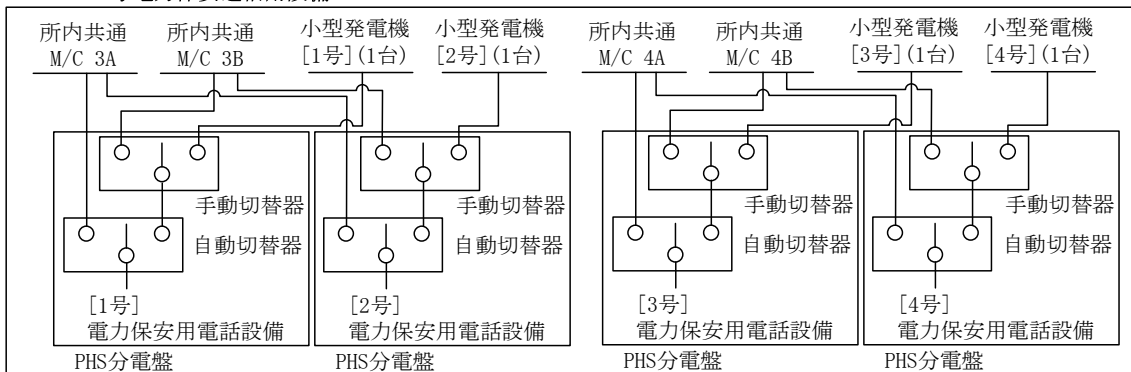 所内共通 所内共通 小型発電機 小型発電機 所内共通 所内共通 小型発電機 小型発電機
M/C 3A M/C 3B [1号](1台) [2号](1台) M/C 4A M/C 4B [3号](1台) [4号](1台)
手動切替器 手動切替器 手動切替器 手動切替器
自動切替器 自動切替器 自動切替器 自動切替器
[1号] [2号] [3号] [4号]
電力保安用電話設備 電力保安用電話設備 電力保安用電話設備 電力保安用電話設備
PHS分電盤 PHS分電盤 PHS分電盤 PHS分電盤